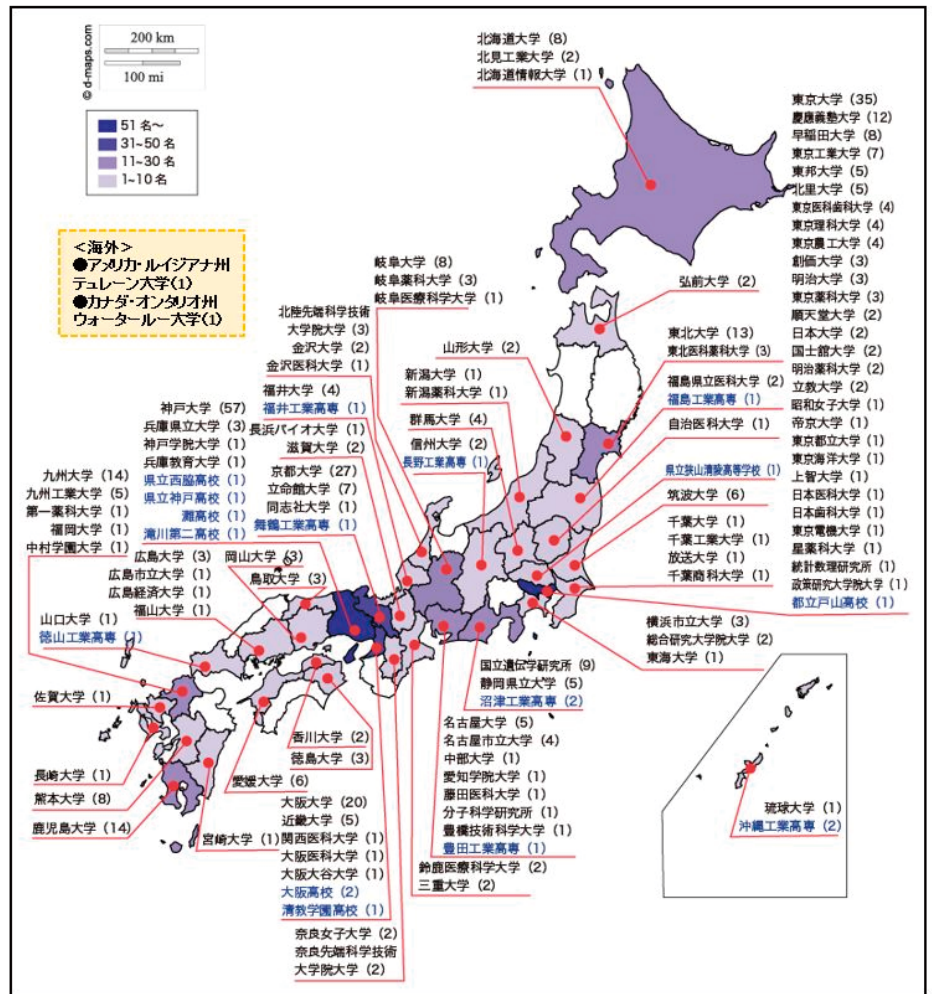 © d-maps.com
200 km
100 mi
51 名～
31~50 名
11~30 名
1~10 名
＜海外＞
●アメリカ・ルイジアナ州
テュレーン大学(1)
●カナダ・オンタリオ州
ウォータールー大学(1)
北海道大学（8）
北見工業大学（2）
北海道情報大学（1）
東京大学（35）
慶應義塾大学（12）
早稲田大学（8）
東京工業大学（7）
東邦大学（5）
北里大学（5）
東京医科歯科大学（4）
東京理科大学（4）
東京農工大学（4）
創価大学（3）
明治大学（3）
東京薬科大学（3）
順天堂大学（2）
日本大学（2）
国士舘大学（2）
明治薬科大学（2）
立教大学（2）
昭和女子大学（1）
帝京大学（1）
東京都立大学（1）
東京海洋大学（1）
上智大学（1）
日本医科大学（1）
日本歯科大学（1）
東京電機大学（1）
星薬科大学（1）
統計数理研究所（1）
政策研究大学院大学（1）
都立戸山高校（1）
弘前大学（2）
東北大学（13）
東北医科薬科大学（3）
福島県立医科大学（2）
福島工業高専（1）
自治医科大学（1）
県立狭山清陵高等学校（1）
筑波大学（6）
千葉大学（1）
千葉工業大学（1）
放送大学（1）
千葉商科大学（1）
横浜市立大学（3）
総合研究大学院大学（2）
東海大学（1）
岐阜大学（8）
岐阜薬科大学（3）
岐阜医療科学大学（1）
山形大学（2）
新潟大学（1）
新潟薬科大学（1）
群馬大学（4）
信州大学（2）
長野工業高専（1）
北陸先端科学技術
大学院大学（3）
金沢大学（2）
金沢医科大学（1）
福井大学（4）
福井工業高専（1）
長浜バイオ大学（1）
滋賀大学（2）
京都大学（27）
立命館大学（7）
同志社大学（1）
舞鶴工業高専（1）
神戸大学（57）
兵庫県立大学（3）
神戸学院大学（1）
兵庫教育大学（1）
県立西脇高校（1）
県立神戸高校（1）
灘高校（1）
滝川第二高校（1）
九州大学（14）
九州工業大学（5）
第一薬科大学（1）
福岡大学（1）
中村学園大学（1）
広島大学（3）
広島市立大学（1）
広島経済大学（1）
福山大学（1）
岡山大学（3）
鳥取大学（3）
山口大学（1）
徳山工業高専（1）
佐賀大学（1）
長崎大学（1）
熊本大学（8）
鹿児島大学（14）
宮崎大学（1）
香川大学（2）
徳島大学（3）
愛媛大学（6）
大阪大学（20）
近畿大学（5）
関西医科大学（1）
大阪医科大学（1）
大阪大谷大学（1）
大阪高校（2）
清教学園高校（1）
奈良女子大学（2）
奈良先端科学技術
大学院大学（2）
国立遺伝学研究所（9）
静岡県立大学（5）
沼津工業高専（2）
名古屋大学（5）
名古屋市立大学（4）
中部大学（1）
愛知学院大学（1）
藤田医科大学（1）
分子科学研究所（1）
豊橋技術科学大学（1）
豊田工業高専（1）
鈴鹿医療科学大学（2）
三重大学（2）
琉球大学（1）
沖縄工業高専（2）